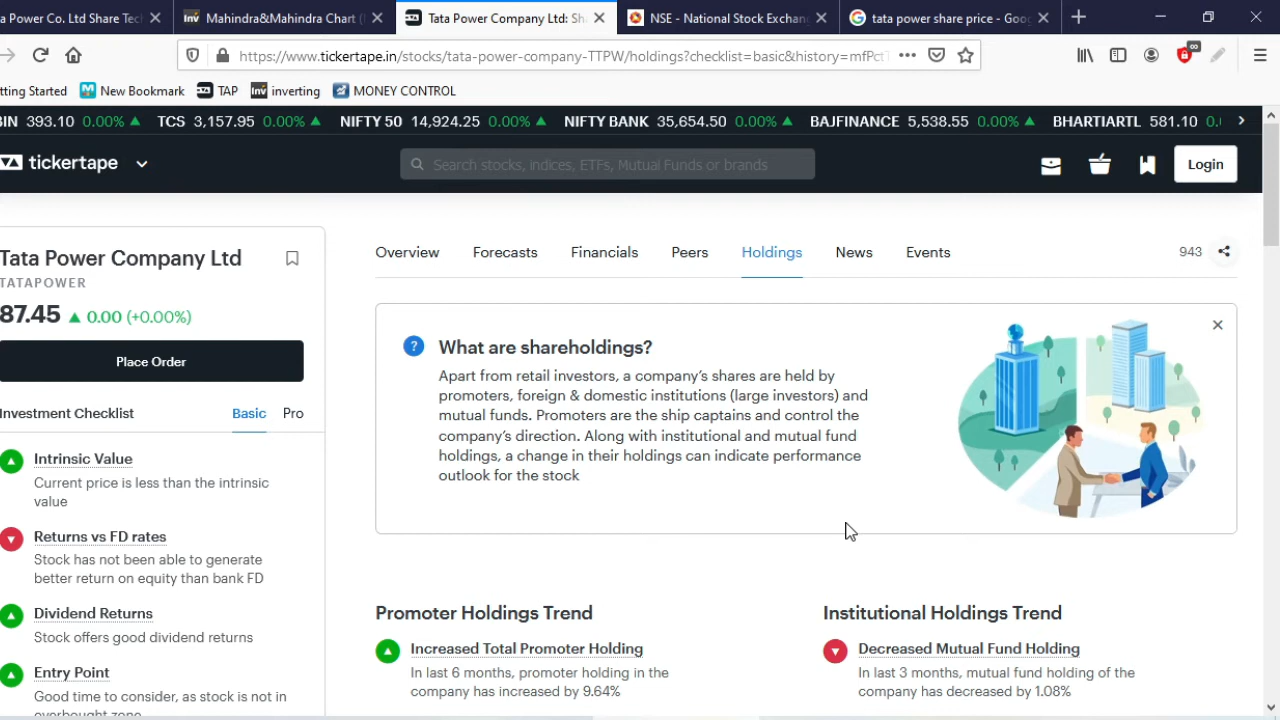 a Power Co. Ltd Share Tech
Mahindra&Mahindra Chart (
Tata Power Company Ltd: Sh
NSE - National Stock Exchan
tata power share price - Goo
https://www.tickertape.in/stocks/tata-power-company-TTPW/holdings?checklist=basic&history=mfPctT
tting Started
New Bookmark
TAP
inverting
MONEY CONTROL
BIN 393.10 0.00% ▲ TCS 3,157.95 0.00% ▲ NIFTY 50 14,924.25 0.00% ▲ NIFTY BANK 35,654.50 0.00% ▲ BAJFINANCE 5,538.55 0.00% ▲ BHARTIARTL 581.10 0.
tickertape
Search stocks, indices, ETFs, Mutual Funds or brands
Login
Tata Power Company Ltd
TATAPOWER
87.45 ▲ 0.00 (+0.00%)
Place Order
Investment Checklist
Basic
Pro
Intrinsic Value
Current price is less than the intrinsic
value
Returns vs FD rates
Stock has not been able to generate
better return on equity than bank FD
Dividend Returns
Stock offers good dividend returns
Entry Point
Good time to consider, as stock is not in
overbought zone
Overview
Forecasts
Financials
Peers
Holdings
News
Events
943
What are shareholdings?
Apart from retail investors, a company's shares are held by
promoters, foreign & domestic institutions (large investors) and
mutual funds. Promoters are the ship captains and control the
company's direction. Along with institutional and mutual fund
holdings, a change in their holdings can indicate performance
outlook for the stock
Promoter Holdings Trend
Increased Total Promoter Holding
In last 6 months, promoter holding in the
company has increased by 9.64%
Institutional Holdings Trend
Decreased Mutual Fund Holding
In last 3 months, mutual fund holding of the
company has decreased by 1.08%